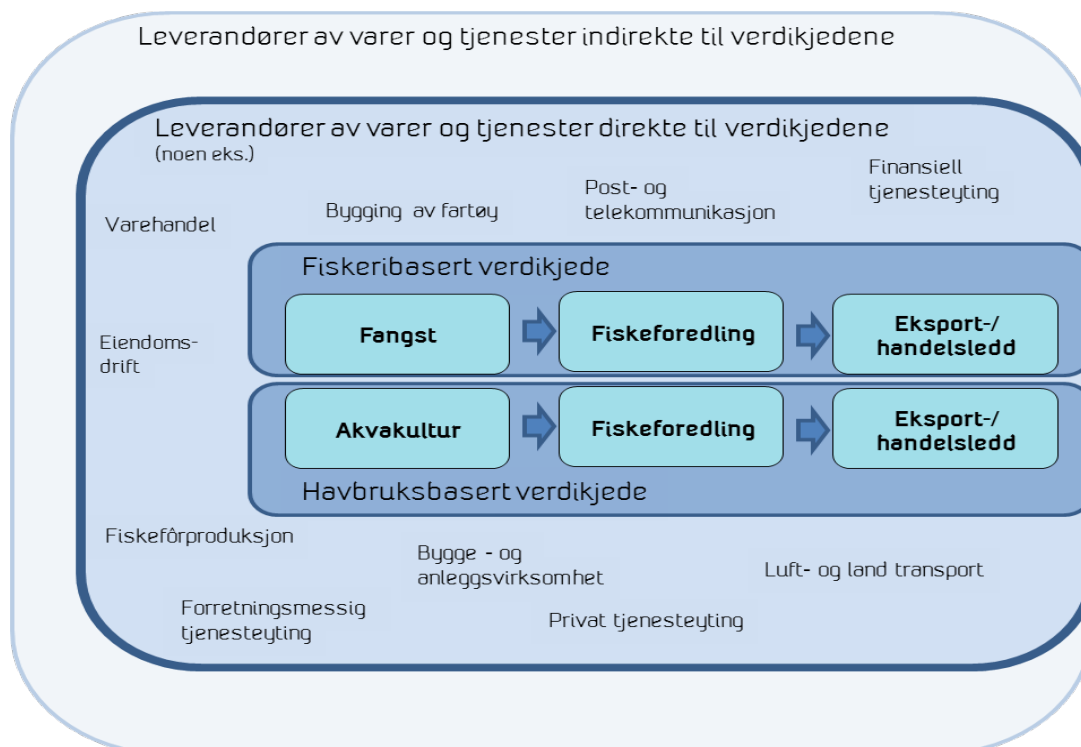 Leverandører av varer og tjenester indirekte til verdikjedene
Leverandører av varer og tjenester direkte til verdikjedene
(noen eks.)
Finansiell
tjenesteyting
Post- og
telekommunikasjon
Bygging av fartøy
Varehandel
Fiskeribasert verdikjede
Fangst
Fiskeforedling
Eksport-/
handelsledd
Eiendoms-
drift
Akvakultur
Fiskeforedling
Eksport-/
handelsledd
Havbruksbasert verdikjede
Fiskefôrproduksjon
Bygge - og
anleggsvirksomhet
Luft- og land transport
Forretningsmessig
tjenesteyting
Privat tjenesteyting